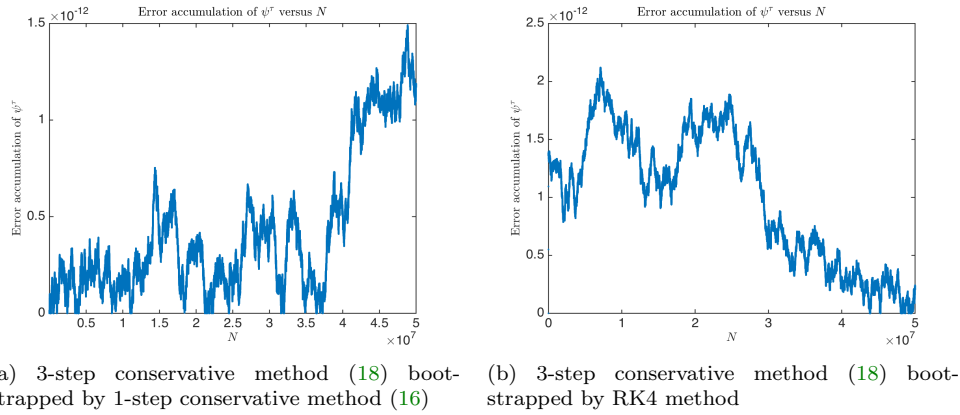 ×10⁻¹² Error accumulation of ψ^τ versus N
1.5
1
0.5
0
Error accumulation of ψ^τ
0.5 1 1.5 2 2.5 3 3.5 4 4.5 5
N
×10⁷
a) 3-step conservative method (18) boot-
strapped by 1-step conservative method (16)
×10⁻¹² Error accumulation of ψ^τ versus N
2.5
2
1.5
1
0.5
0
Error accumulation of ψ^τ
0 1 2 3 4 5
N
×10⁷
(b) 3-step conservative method (18) boot-
strapped by RK4 method